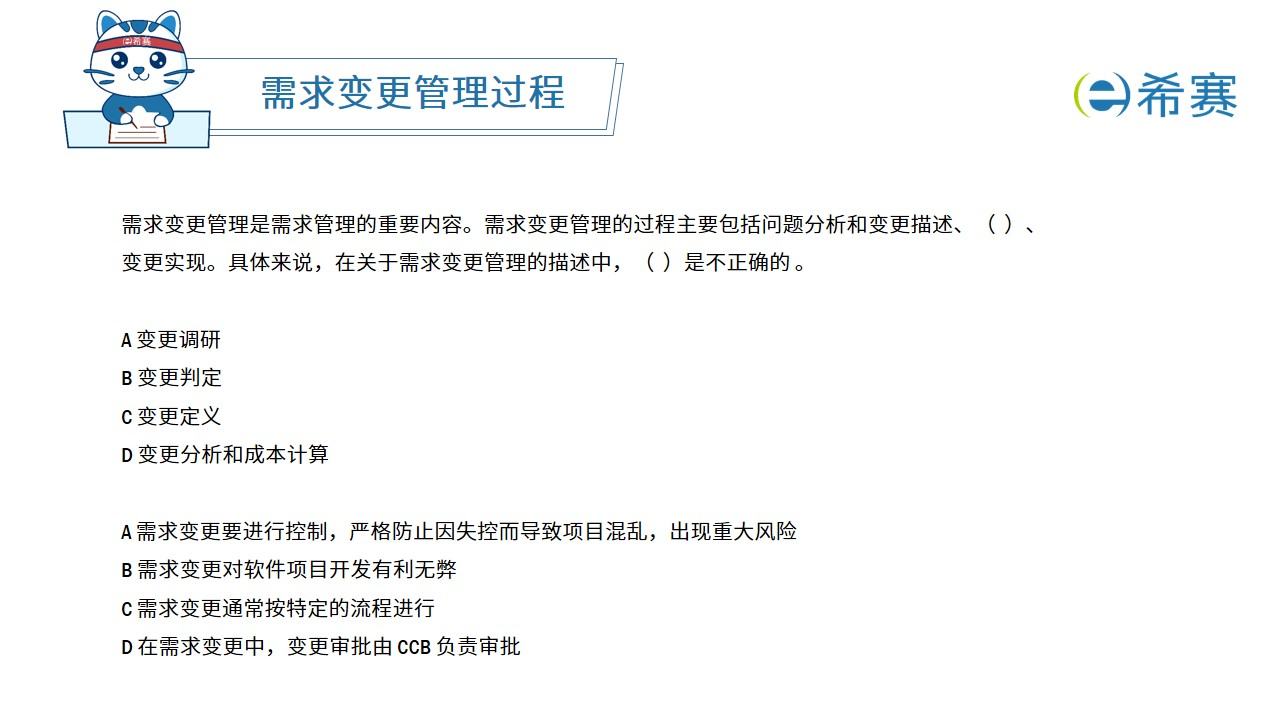 希赛
需求变更管理过程
希赛
需求变更管理是需求管理的重要内容。需求变更管理的过程主要包括问题分析和变更描述、（ ）、
变更实现。具体来说，在关于需求变更管理的描述中，（ ）是不正确的 。
A 变更调研
B 变更判定
C 变更定义
D 变更分析和成本计算
A 需求变更要进行控制，严格防止因失控而导致项目混乱，出现重大风险
B 需求变更对软件项目开发有利无弊
C 需求变更通常按特定的流程进行
D 在需求变更中，变更审批由 CCB 负责审批